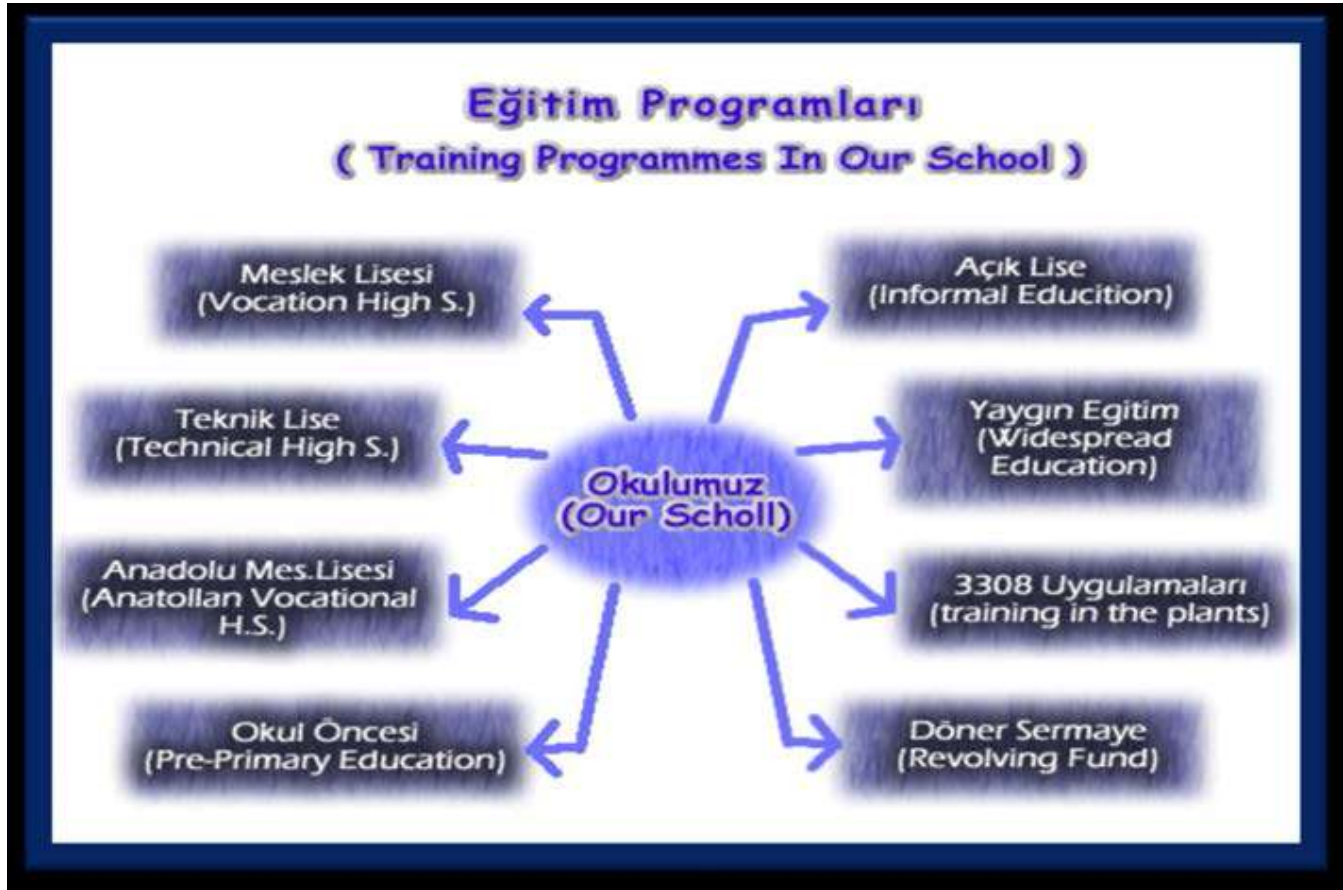 Eğitim Programları
( Training Programmes In Our School )
Meslek Lisesi
(Vocation High S.)
Açık Lise
(Informal Educition)
Teknik Lise
(Technical High S.)
Yaygın Egitim
(Widespread
Education)
Okulumuz
(Our Scholl)
Anadolu Mes.Lisesi
(Anatollan Vocational
H.S.)
3308 Uygulamaları
(training in the plants)
Okul Öncesi
(Pre-Primary Education)
Döner Sermaye
(Revolving Fund)